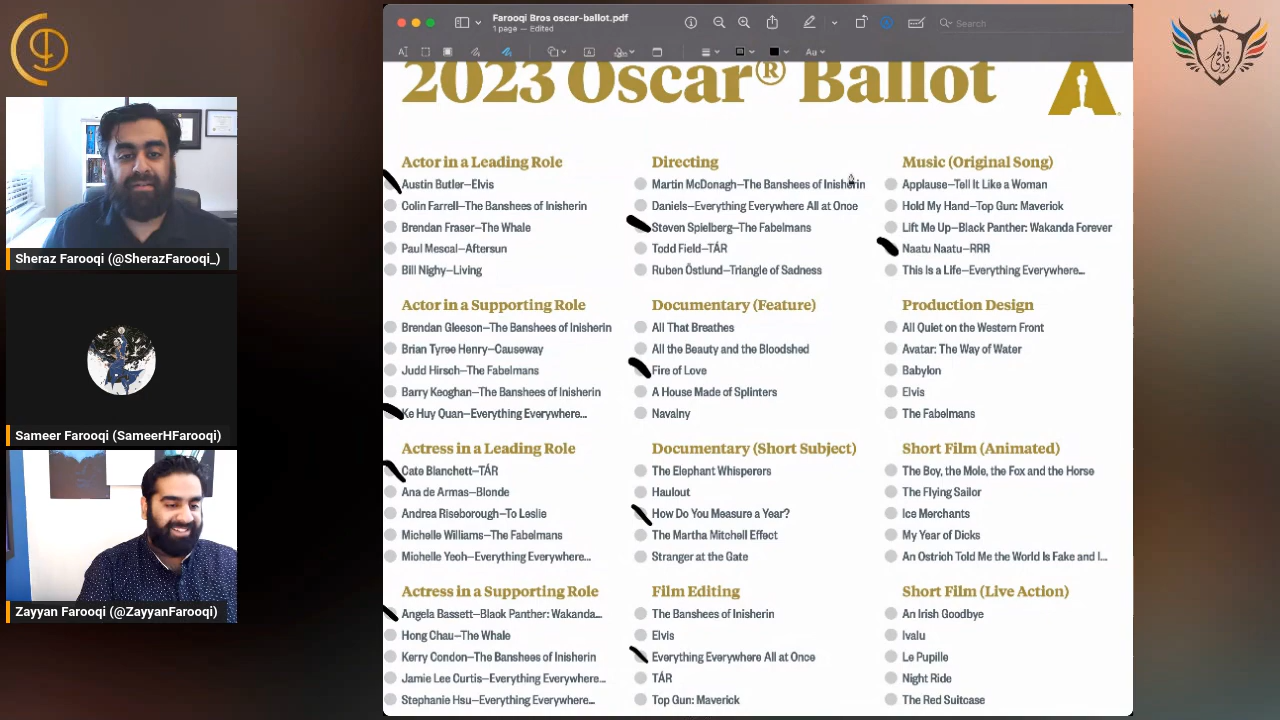 Farooqi Bros oscar-ballot.pdf
1 page — Edited
Search
Aa
2023 Oscar® Ballot
Sheraz Farooqi (@SherazFarooqi_)
Sameer Farooqi (SameerHFarooqi)
Zayyan Farooqi (@ZayyanFarooqi)
Actor in a Leading Role
Austin Butler—Elvis
Colin Farrell—The Banshees of Inisherin
Brendan Fraser—The Whale
Paul Mescal—Aftersun
Bill Nighy—Living
Actor in a Supporting Role
Brendan Gleeson—The Banshees of Inisherin
Brian Tyree Henry—Causeway
Judd Hirsch—The Fabelmans
Barry Keoghan—The Banshees of Inisherin
Ke Huy Quan—Everything Everywhere...
Actress in a Leading Role
Cate Blanchett—TÁR
Ana de Armas—Blonde
Andrea Riseborough—To Leslie
Michelle Williams—The Fabelmans
Michelle Yeoh—Everything Everywhere...
Actress in a Supporting Role
Angela Bassett—Black Panther: Wakanda...
Hong Chau—The Whale
Kerry Condon—The Banshees of Inisherin
Jamie Lee Curtis—Everything Everywhere...
Stephanie Hsu—Everything Everywhere...
Directing
Martin McDonagh—The Banshees of Inisherin
Daniels—Everything Everywhere All at Once
Steven Spielberg—The Fabelmans
Todd Field—TÁR
Ruben Östlund—Triangle of Sadness
Documentary (Feature)
All That Breathes
All the Beauty and the Bloodshed
Fire of Love
A House Made of Splinters
Navalny
Documentary (Short Subject)
The Elephant Whisperers
Haulout
How Do You Measure a Year?
The Martha Mitchell Effect
Stranger at the Gate
Film Editing
The Banshees of Inisherin
Elvis
Everything Everywhere All at Once
TÁR
Top Gun: Maverick
Music (Original Song)
Applause—Tell It Like a Woman
Hold My Hand—Top Gun: Maverick
Lift Me Up—Black Panther: Wakanda Forever
Naatu Naatu—RRR
This Is a Life—Everything Everywhere...
Production Design
All Quiet on the Western Front
Avatar: The Way of Water
Babylon
Elvis
The Fabelmans
Short Film (Animated)
The Boy, the Mole, the Fox and the Horse
The Flying Sailor
Ice Merchants
My Year of Dicks
An Ostrich Told Me the World Is Fake and I...
Short Film (Live Action)
An Irish Goodbye
Ivalu
Le Pupille
Night Ride
The Red Suitcase